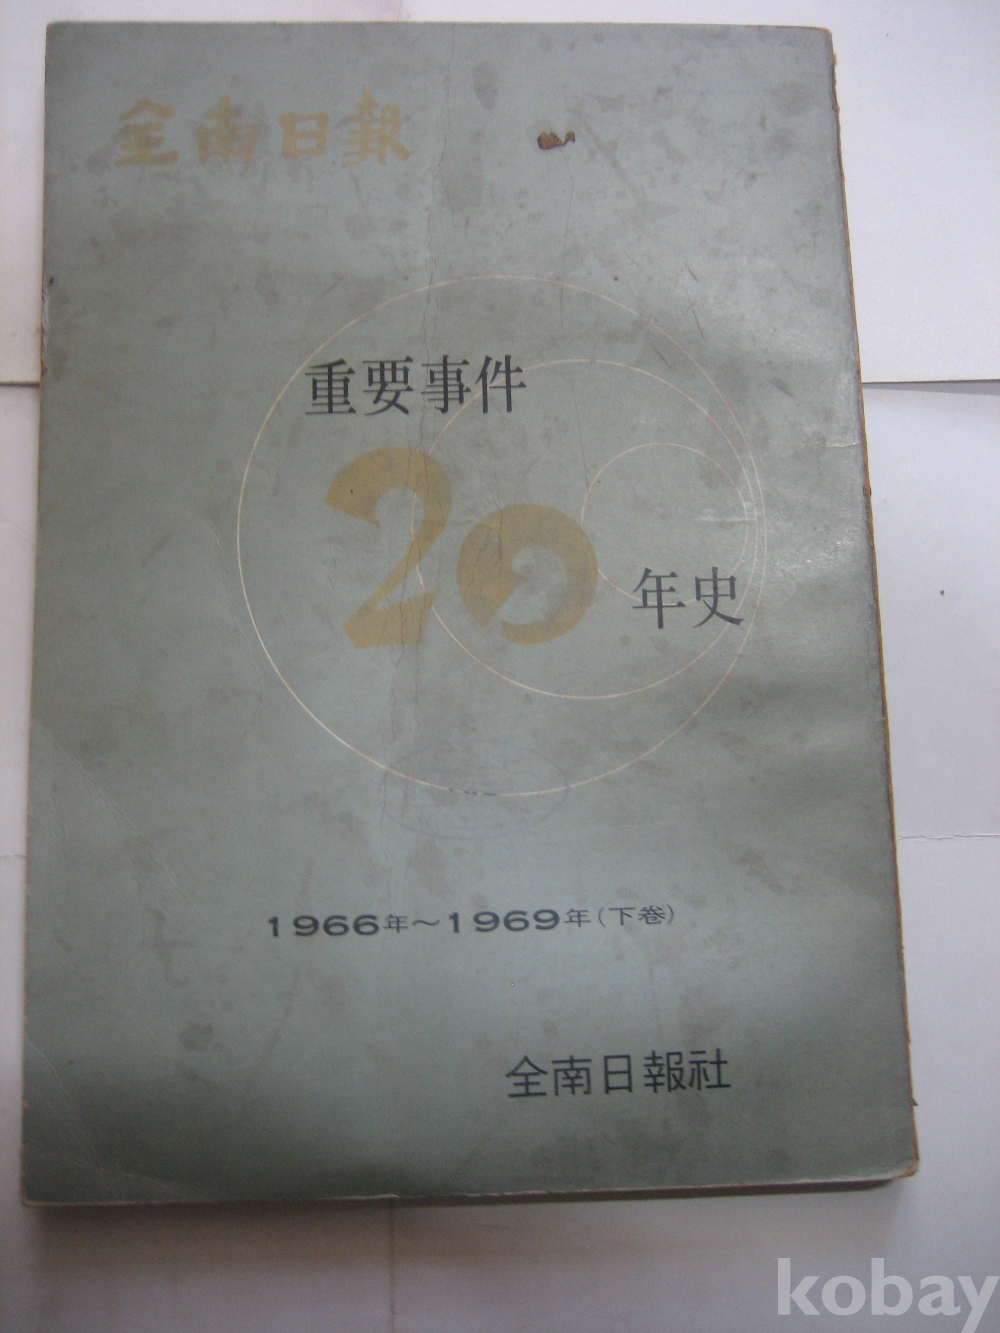 全南日報
重要事件
20
年史
1966年～1969年(下巻)
全南日報社
kobay